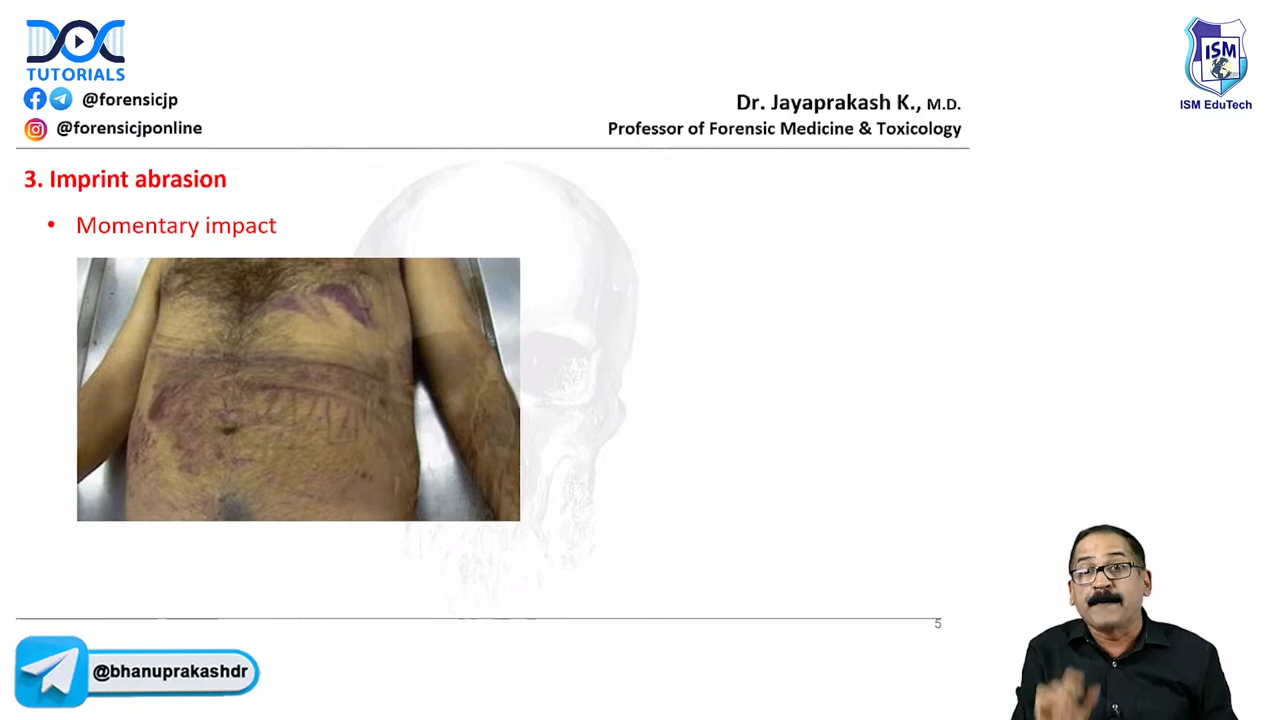 TUTORIALS
@forensicjp
@forensicjponline
Dr. Jayaprakash K., M.D.
Professor of Forensic Medicine & Toxicology
ISM
ISM EduTech
3. Imprint abrasion
• Momentary impact
5
@bhanuprakashdr